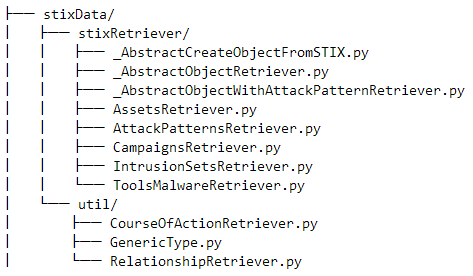 ├── stixData/
│   ├── stixRetriever/
│   │   ├── _AbstractCreateObjectFromSTIX.py
│   │   ├── _AbstractObjectRetriever.py
│   │   ├── _AbstractObjectWithAttackPatternRetriever.py
│   │   ├── AssetsRetriever.py
│   │   ├── AttackPatternsRetriever.py
│   │   ├── CampaignsRetriever.py
│   │   ├── IntrusionSetsRetriever.py
│   │   └── ToolsMalwareRetriever.py
│   └── util/
│       ├── CourseOfActionRetriever.py
│       ├── GenericType.py
│       └── RelationshipRetriever.py